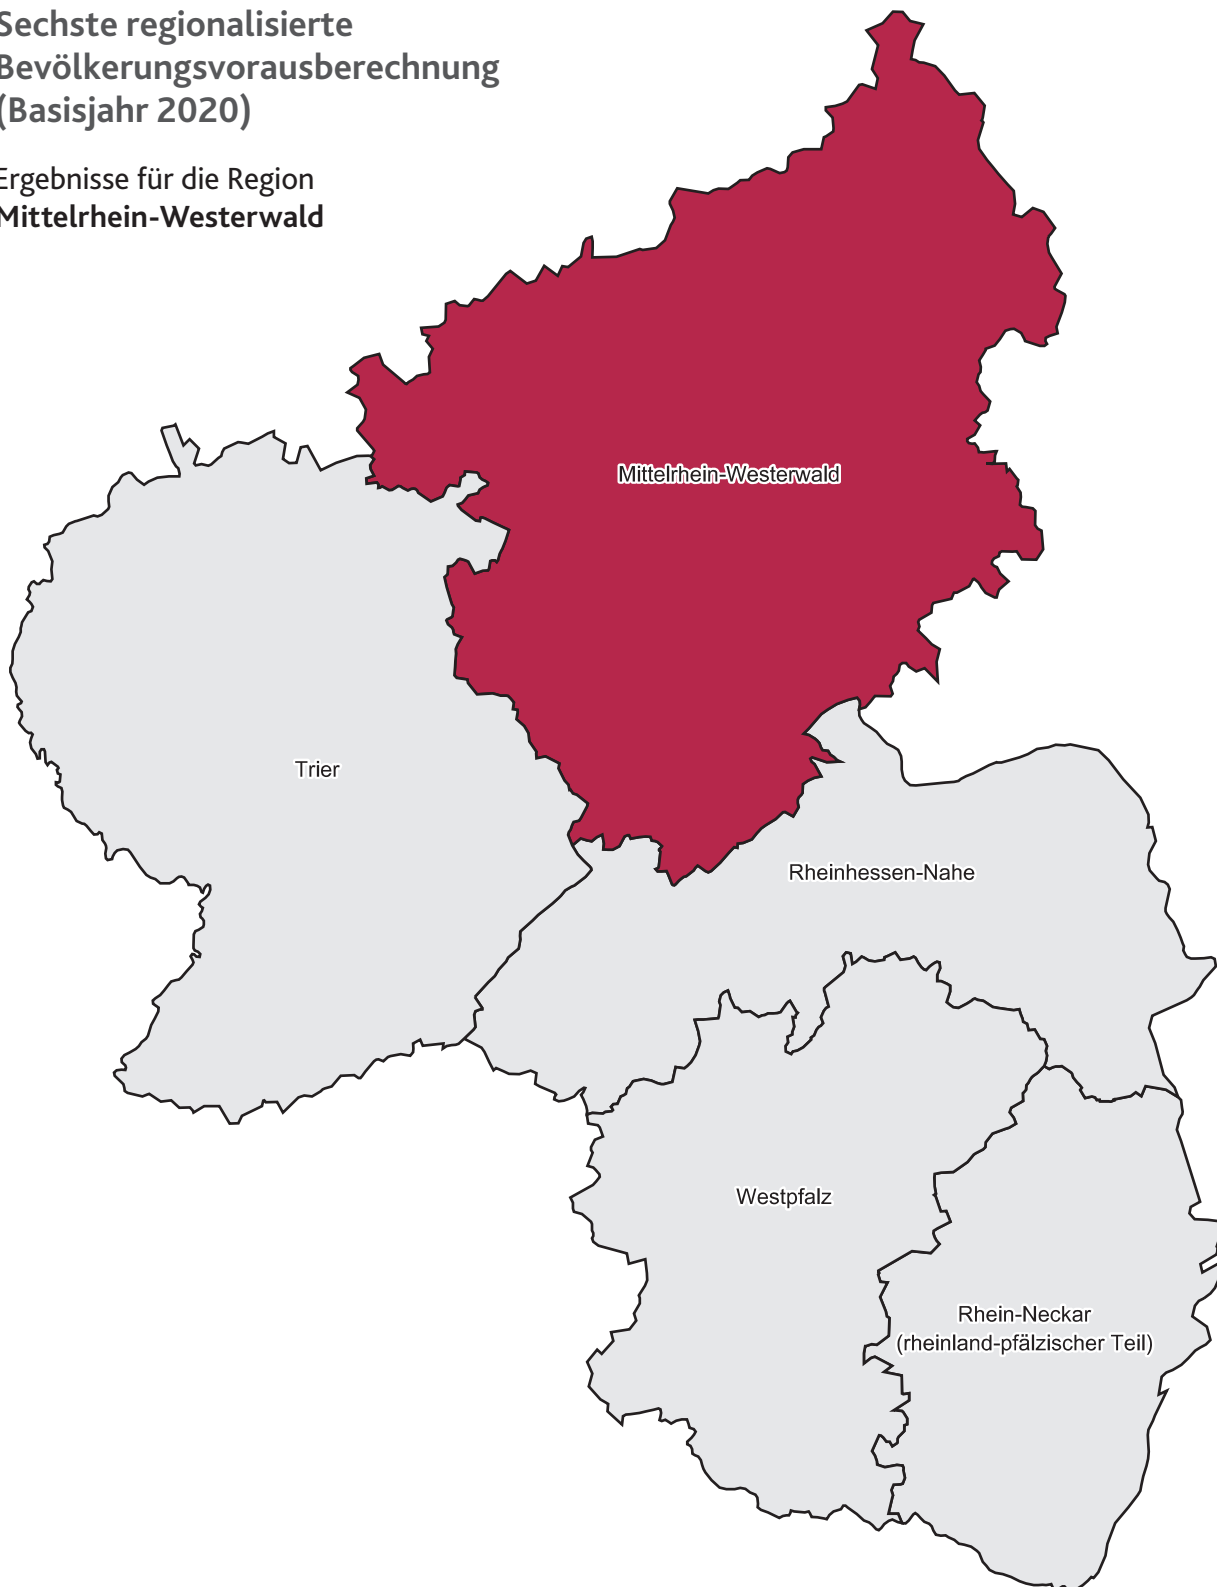 Sechste regionalisierte
Bevölkerungsvorausberechnung
(Basisjahr 2020)
Ergebnisse für die Region
Mittelrhein-Westerwald
Mittelrhein-Westerwald
Trier
Rheinhessen-Nahe
Westpfalz
Rhein-Neckar
(rheinland-pfälzischer Teil)